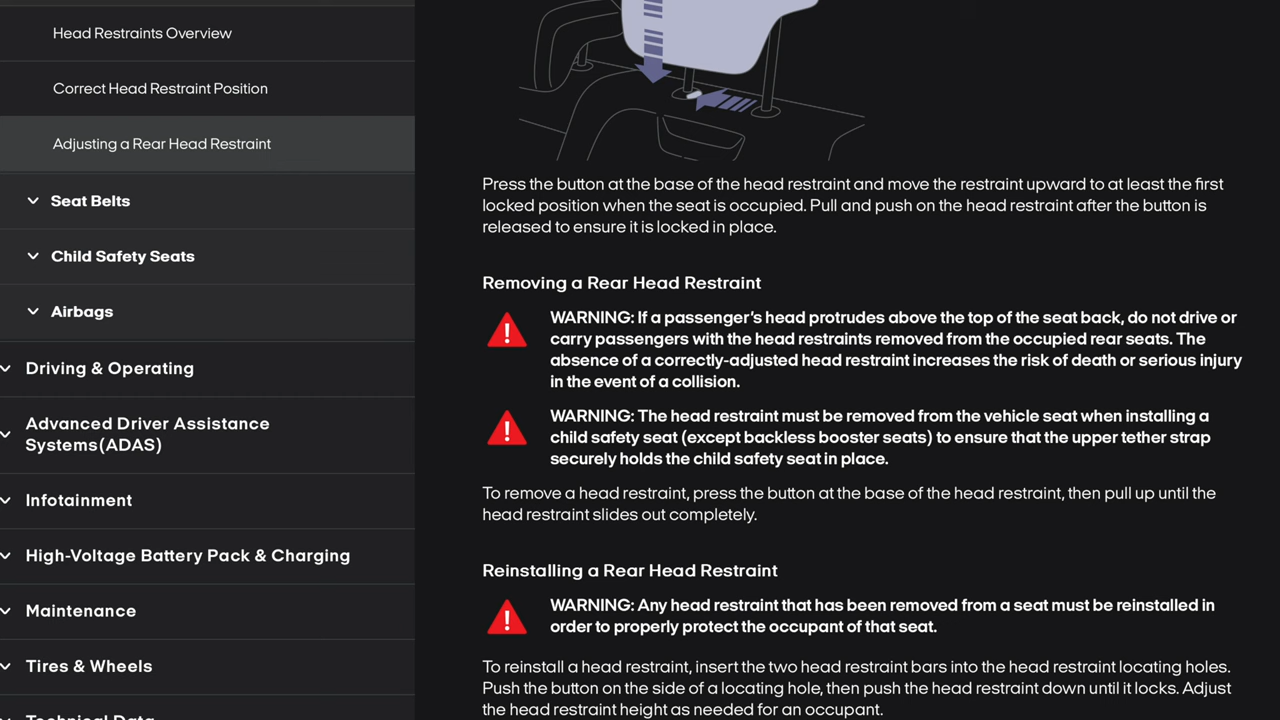 Head Restraints Overview
Correct Head Restraint Position
Adjusting a Rear Head Restraint
Seat Belts
Child Safety Seats
Airbags
Driving & Operating
Advanced Driver Assistance
Systems(ADAS)
Infotainment
High-Voltage Battery Pack & Charging
Maintenance
Tires & Wheels
Technical Data
Press the button at the base of the head restraint and move the restraint upward to at least the first
locked position when the seat is occupied. Pull and push on the head restraint after the button is
released to ensure it is locked in place.
Removing a Rear Head Restraint
WARNING: If a passenger's head protrudes above the top of the seat back, do not drive or
carry passengers with the head restraints removed from the occupied rear seats. The
absence of a correctly-adjusted head restraint increases the risk of death or serious injury
in the event of a collision.
WARNING: The head restraint must be removed from the vehicle seat when installing a
child safety seat (except backless booster seats) to ensure that the upper tether strap
securely holds the child safety seat in place.
To remove a head restraint, press the button at the base of the head restraint, then pull up until the
head restraint slides out completely.
Reinstalling a Rear Head Restraint
WARNING: Any head restraint that has been removed from a seat must be reinstalled in
order to properly protect the occupant of that seat.
To reinstall a head restraint, insert the two head restraint bars into the head restraint locating holes.
Push the button on the side of a locating hole, then push the head restraint down until it locks. Adjust
the head restraint height as needed for an occupant.